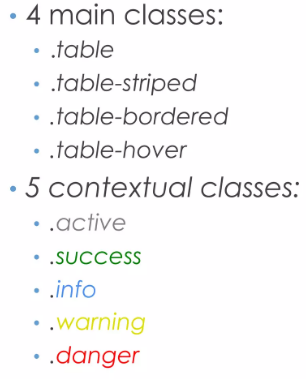 • 4 main classes:
• .table
• .table-striped
• .table-bordered
• .table-hover
• 5 contextual classes:
• .active
• .success
• .info
• .warning
• .danger